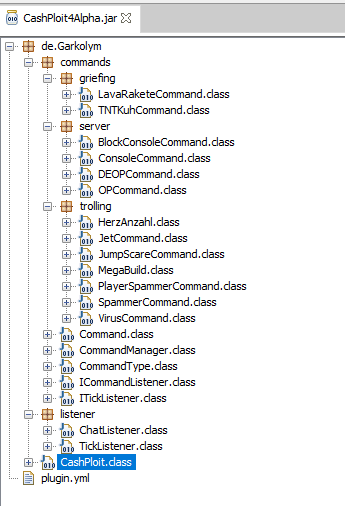 CashPloit4Alpha.jar
de.Garkolym
commands
griefing
LavaRaketeCommand.class
TNTKuhCommand.class
server
BlockConsoleCommand.class
ConsoleCommand.class
DEOPCommand.class
OPCommand.class
trolling
HerzAnzahl.class
JetCommand.class
JumpScareCommand.class
MegaBuild.class
PlayerSpammerCommand.class
SpammerCommand.class
VirusCommand.class
Command.class
CommandManager.class
CommandType.class
ICommandListener.class
ITickListener.class
listener
ChatListener.class
TickListener.class
CashPloit.class
plugin.yml